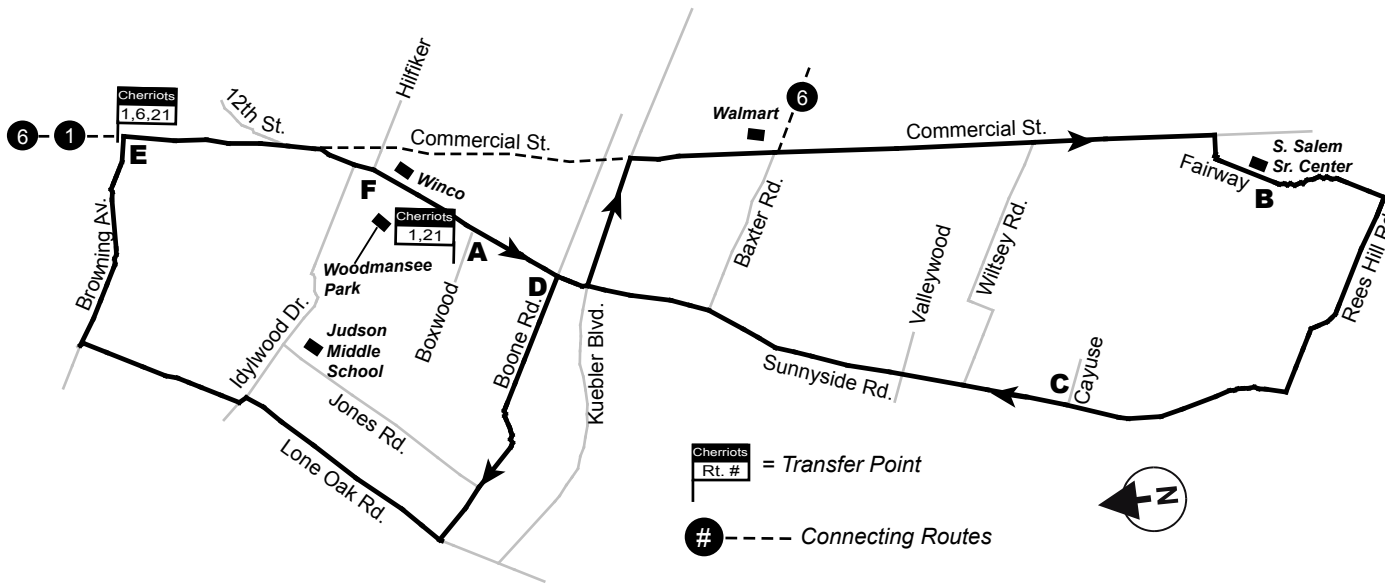 Cherriots
1,6,21
6
1
E
12th St.
Hilfiker
Commercial St.
Winco
F
Cherriots
1,21
A
Woodmansee
Park
Browning Av.
Idylwood Dr.
Judson
Middle
School
Boxwood
D
Boone Rd.
Jones Rd.
Lone Oak Rd.
Kuebler Blvd.
Walmart
6
Commercial St.
Baxter Rd.
Fairway
S. Salem
Sr. Center
B
Rees Hill Rd.
Wiltsey Rd.
Valleywood
Sunnyside Rd.
C
Cayuse
Cherriots
Rt. #
= Transfer Point
# Connecting Routes
N